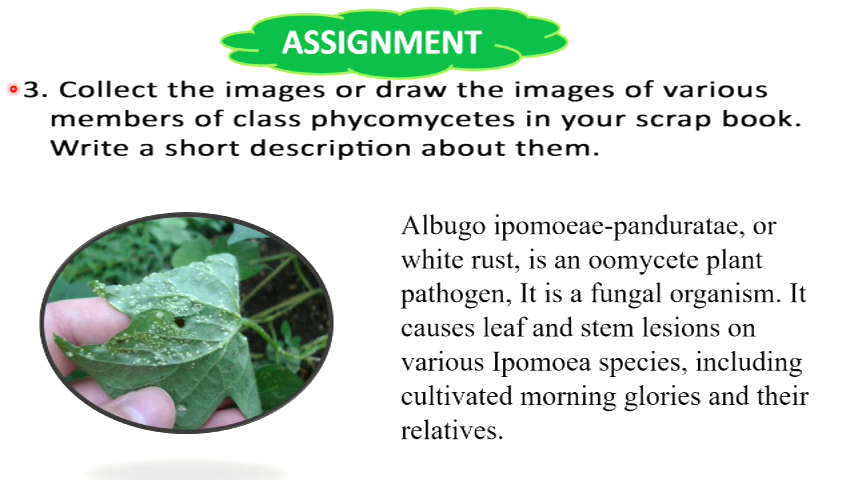 ASSIGNMENT
3. Collect the images or draw the images of various
members of class phycomycetes in your scrap book.
Write a short description about them.
Albugo ipomoeae-panduratae, or
white rust, is an oomycete plant
pathogen, It is a fungal organism. It
causes leaf and stem lesions on
various Ipomoea species, including
cultivated morning glories and their
relatives.